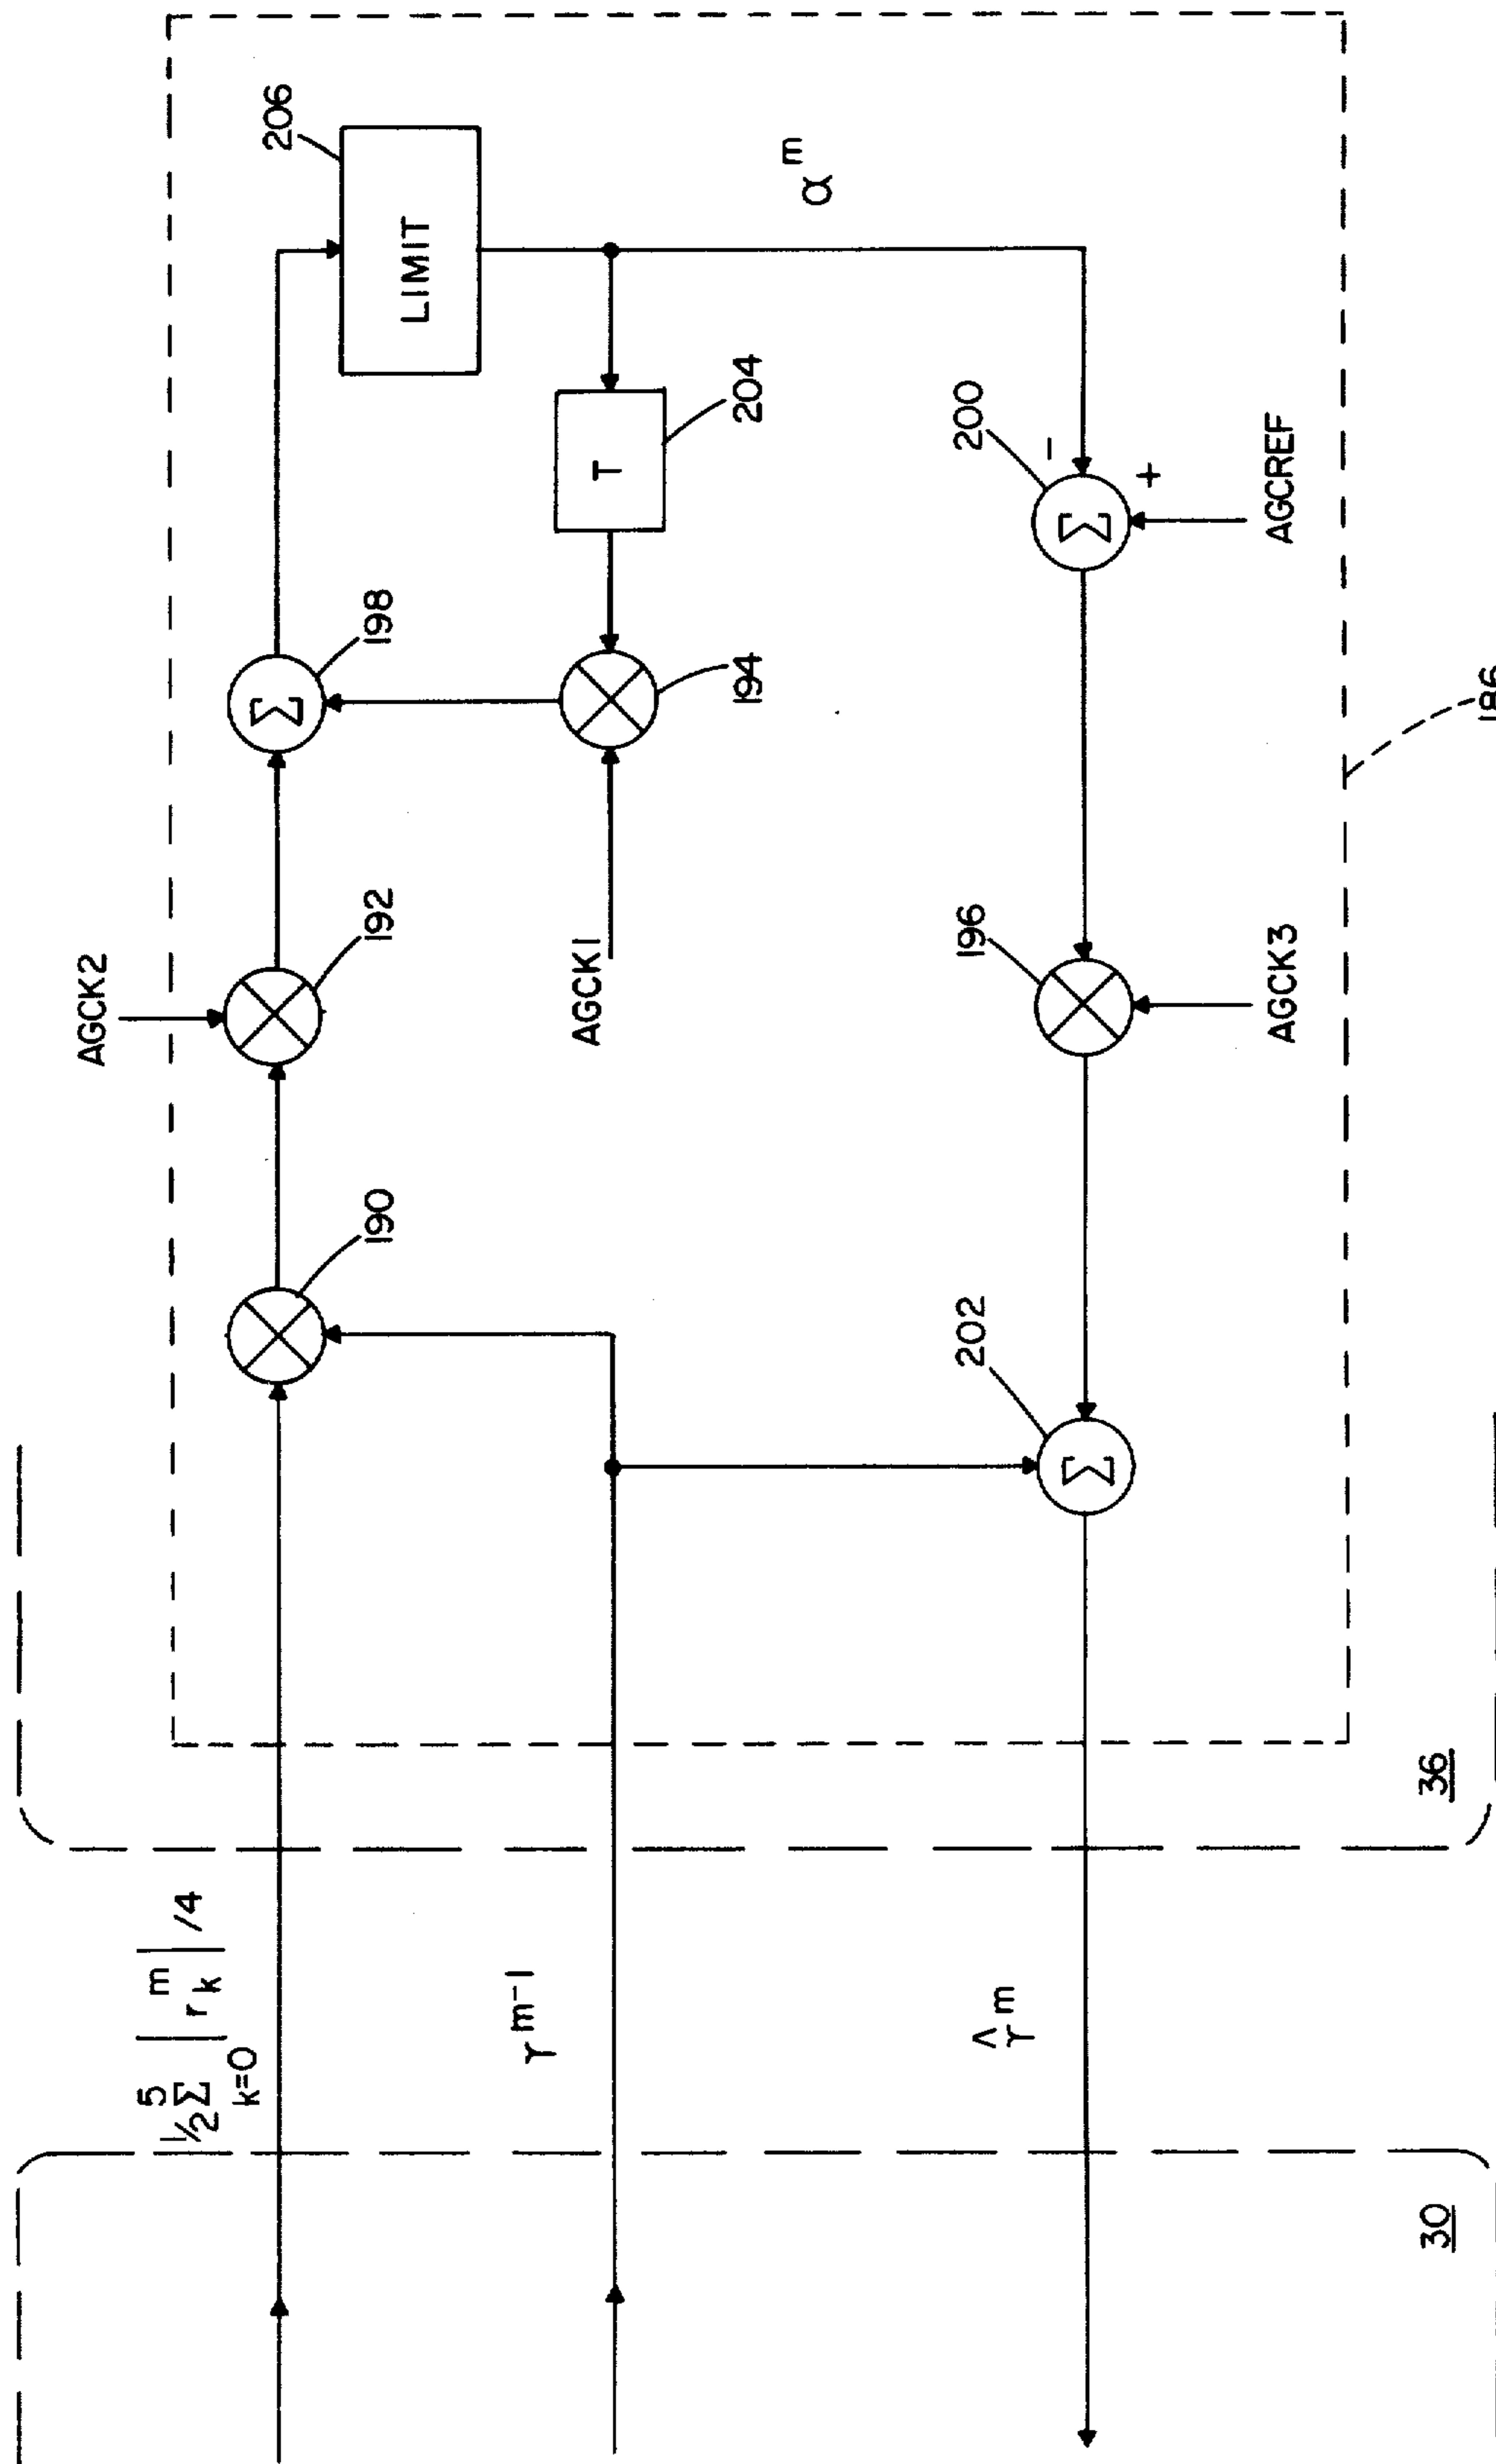 206
LIMIT
α^m
T
204
200
-
+
Σ
AGCREF
198
Σ
194
186
AGCK2
192
AGCK1
196
AGCK3
190
202
Σ
36
½ Σ_{k=0}^{5} |r_k^m| /4
γ^{m-1}
γ̂^m
30